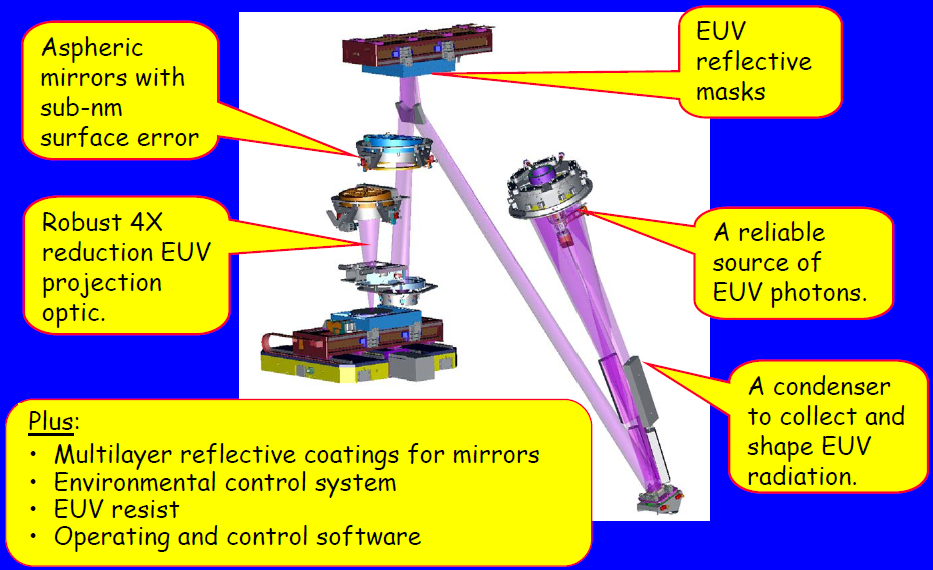 Aspheric
mirrors with
sub-nm
surface error
EUV
reflective
masks
Robust 4X
reduction EUV
projection
optic.
A reliable
source of
EUV photons.
A condenser
to collect and
shape EUV
radiation.
Plus:
• Multilayer reflective coatings for mirrors
• Environmental control system
• EUV resist
• Operating and control software